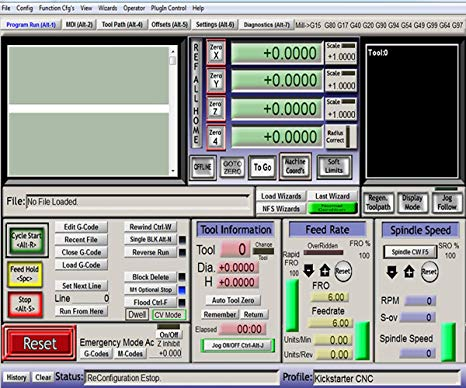 File Config Function Cfg's View Wizards Operator PlugIn Control Help
Program Run (Alt-1) MDI (Alt-2) Tool Path (Alt-4) Offsets (Alt-5) Settings (Alt-6) Diagnostics (Alt-7) Mill->G15 G80 G17 G40 G20 G90 G94 G54 G49 G99 G64 G97
REF ALL HOME
Zero X +0.0000 Scale +1.0000
Zero Y +0.0000 Scale +1.0000
Zero Z +0.0000 Scale +1.0000
Zero 4 +0.0000 Radius Correct
OFFLINE GOTO ZERO To Go Machine Coord's Soft Limits
Tool:0
File: No File Loaded.
Load Wizards Last Wizard
NFS Wizards Normal Condition
Regen. Toolpath Display Mode Jog Follow
Cycle Start <Alt-R>
Feed Hold <Spc>
Stop <Alt-S>
Edit G-Code Rewind Ctrl-W
Recent File Single BLK Alt-N
Close G-Code Reverse Run
Load G-Code
Block Delete
Set Next Line M1 Optional Stop
Line 0 Flood Ctrl-F
Run From Here Dwell CV Mode
Reset
Emergency Mode Ac
G-Codes M-Codes
On/Off
Z Inhibit
+0.000
Tool Information
Tool 0 Change Tool
Dia. +0.0000
H +0.0000
Auto Tool Zero
Remember Return
Elapsed 00:00
Jog ON/OFF Ctrl-Alt-J
Feed Rate
OverRidden FRO %
Rapid FRO 100
Reset
100
FRO 6.00
Feedrate 6.00
Units/Min 0.00
Units/Rev 0.00
Spindle Speed
Spindle CW F5 SRO %
Reset
100
RPM 0
S-ov 0
Spindle Speed
0
History Clear Status: ReConfiguration Estop. Profile: Kickstarter CNC